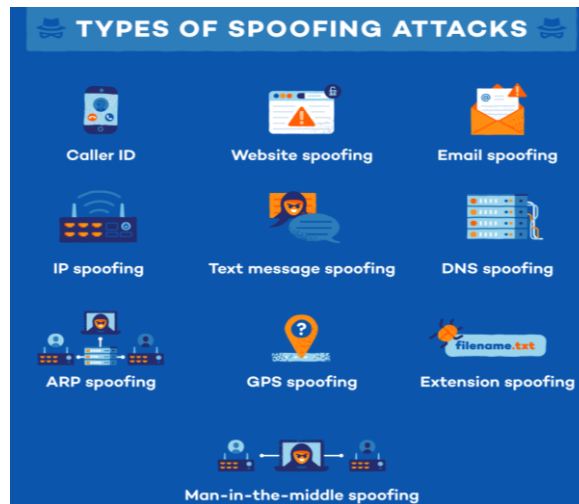 TYPES OF SPOOFING ATTACKS
Caller ID
Website spoofing
Email spoofing
IP spoofing
Text message spoofing
DNS spoofing
ARP spoofing
GPS spoofing
filename.txt
Extension spoofing
Man-in-the-middle spoofing